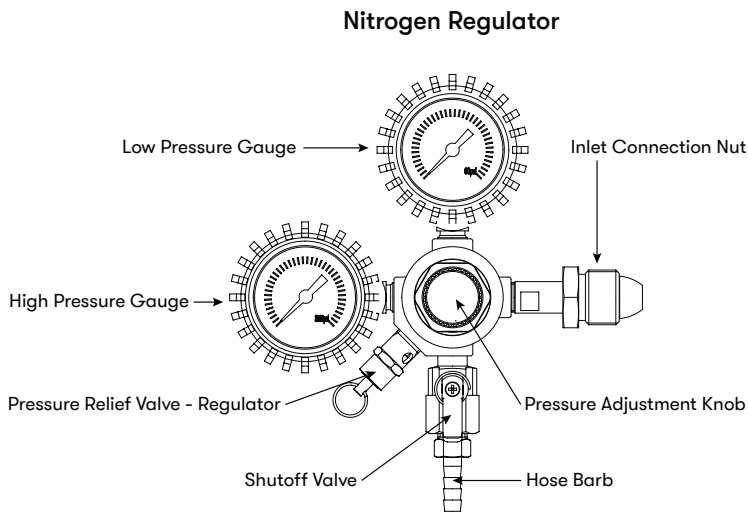 Nitrogen Regulator
Low Pressure Gauge
Inlet Connection Nut
High Pressure Gauge
Pressure Relief Valve - Regulator
Pressure Adjustment Knob
Shutoff Valve
Hose Barb